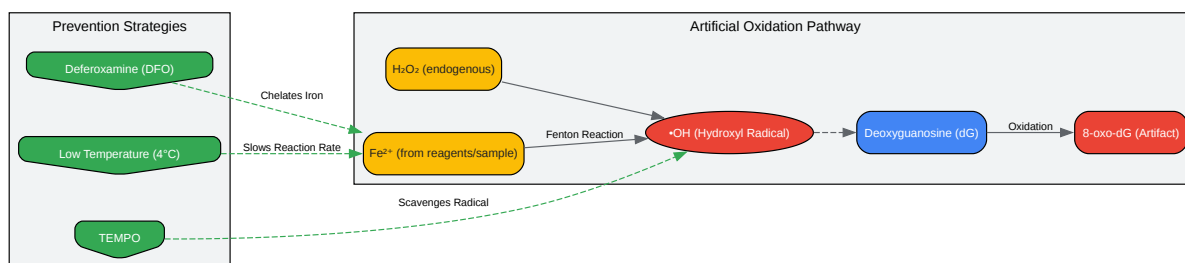 Prevention Strategies
Deferoxamine (DFO)
Low Temperature (4°C)
TEMPO
Chelates Iron
Slows Reaction Rate
Scavenges Radical
Artificial Oxidation Pathway
H₂O₂ (endogenous)
Fe²⁺ (from reagents/sample)
Fenton Reaction
•OH (Hydroxyl Radical)
Deoxyguanosine (dG)
Oxidation
8-oxo-dG (Artifact)